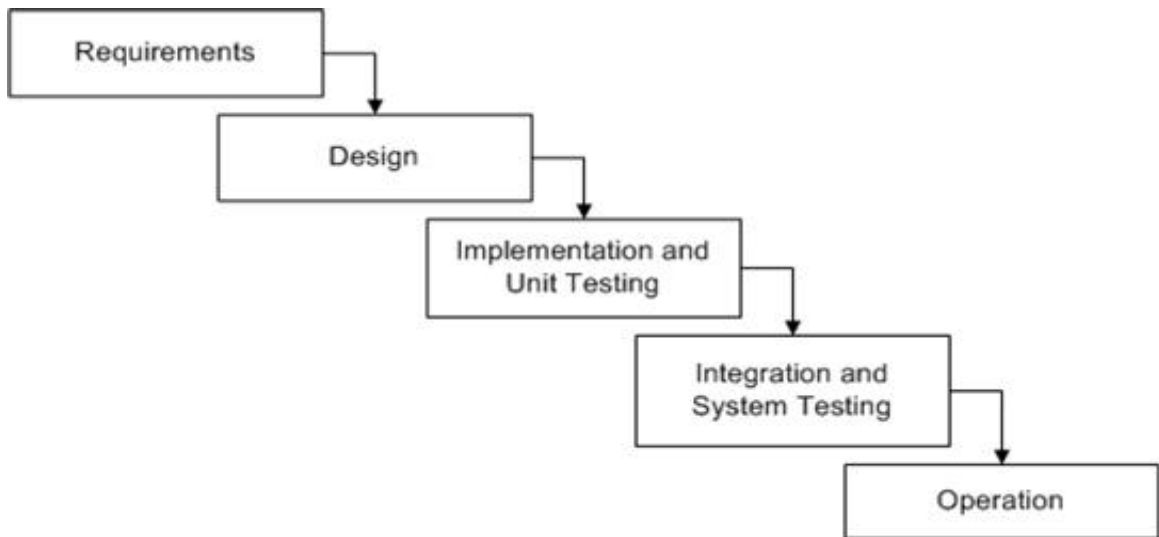 Requirements
Design
Implementation and
Unit Testing
Integration and
System Testing
Operation